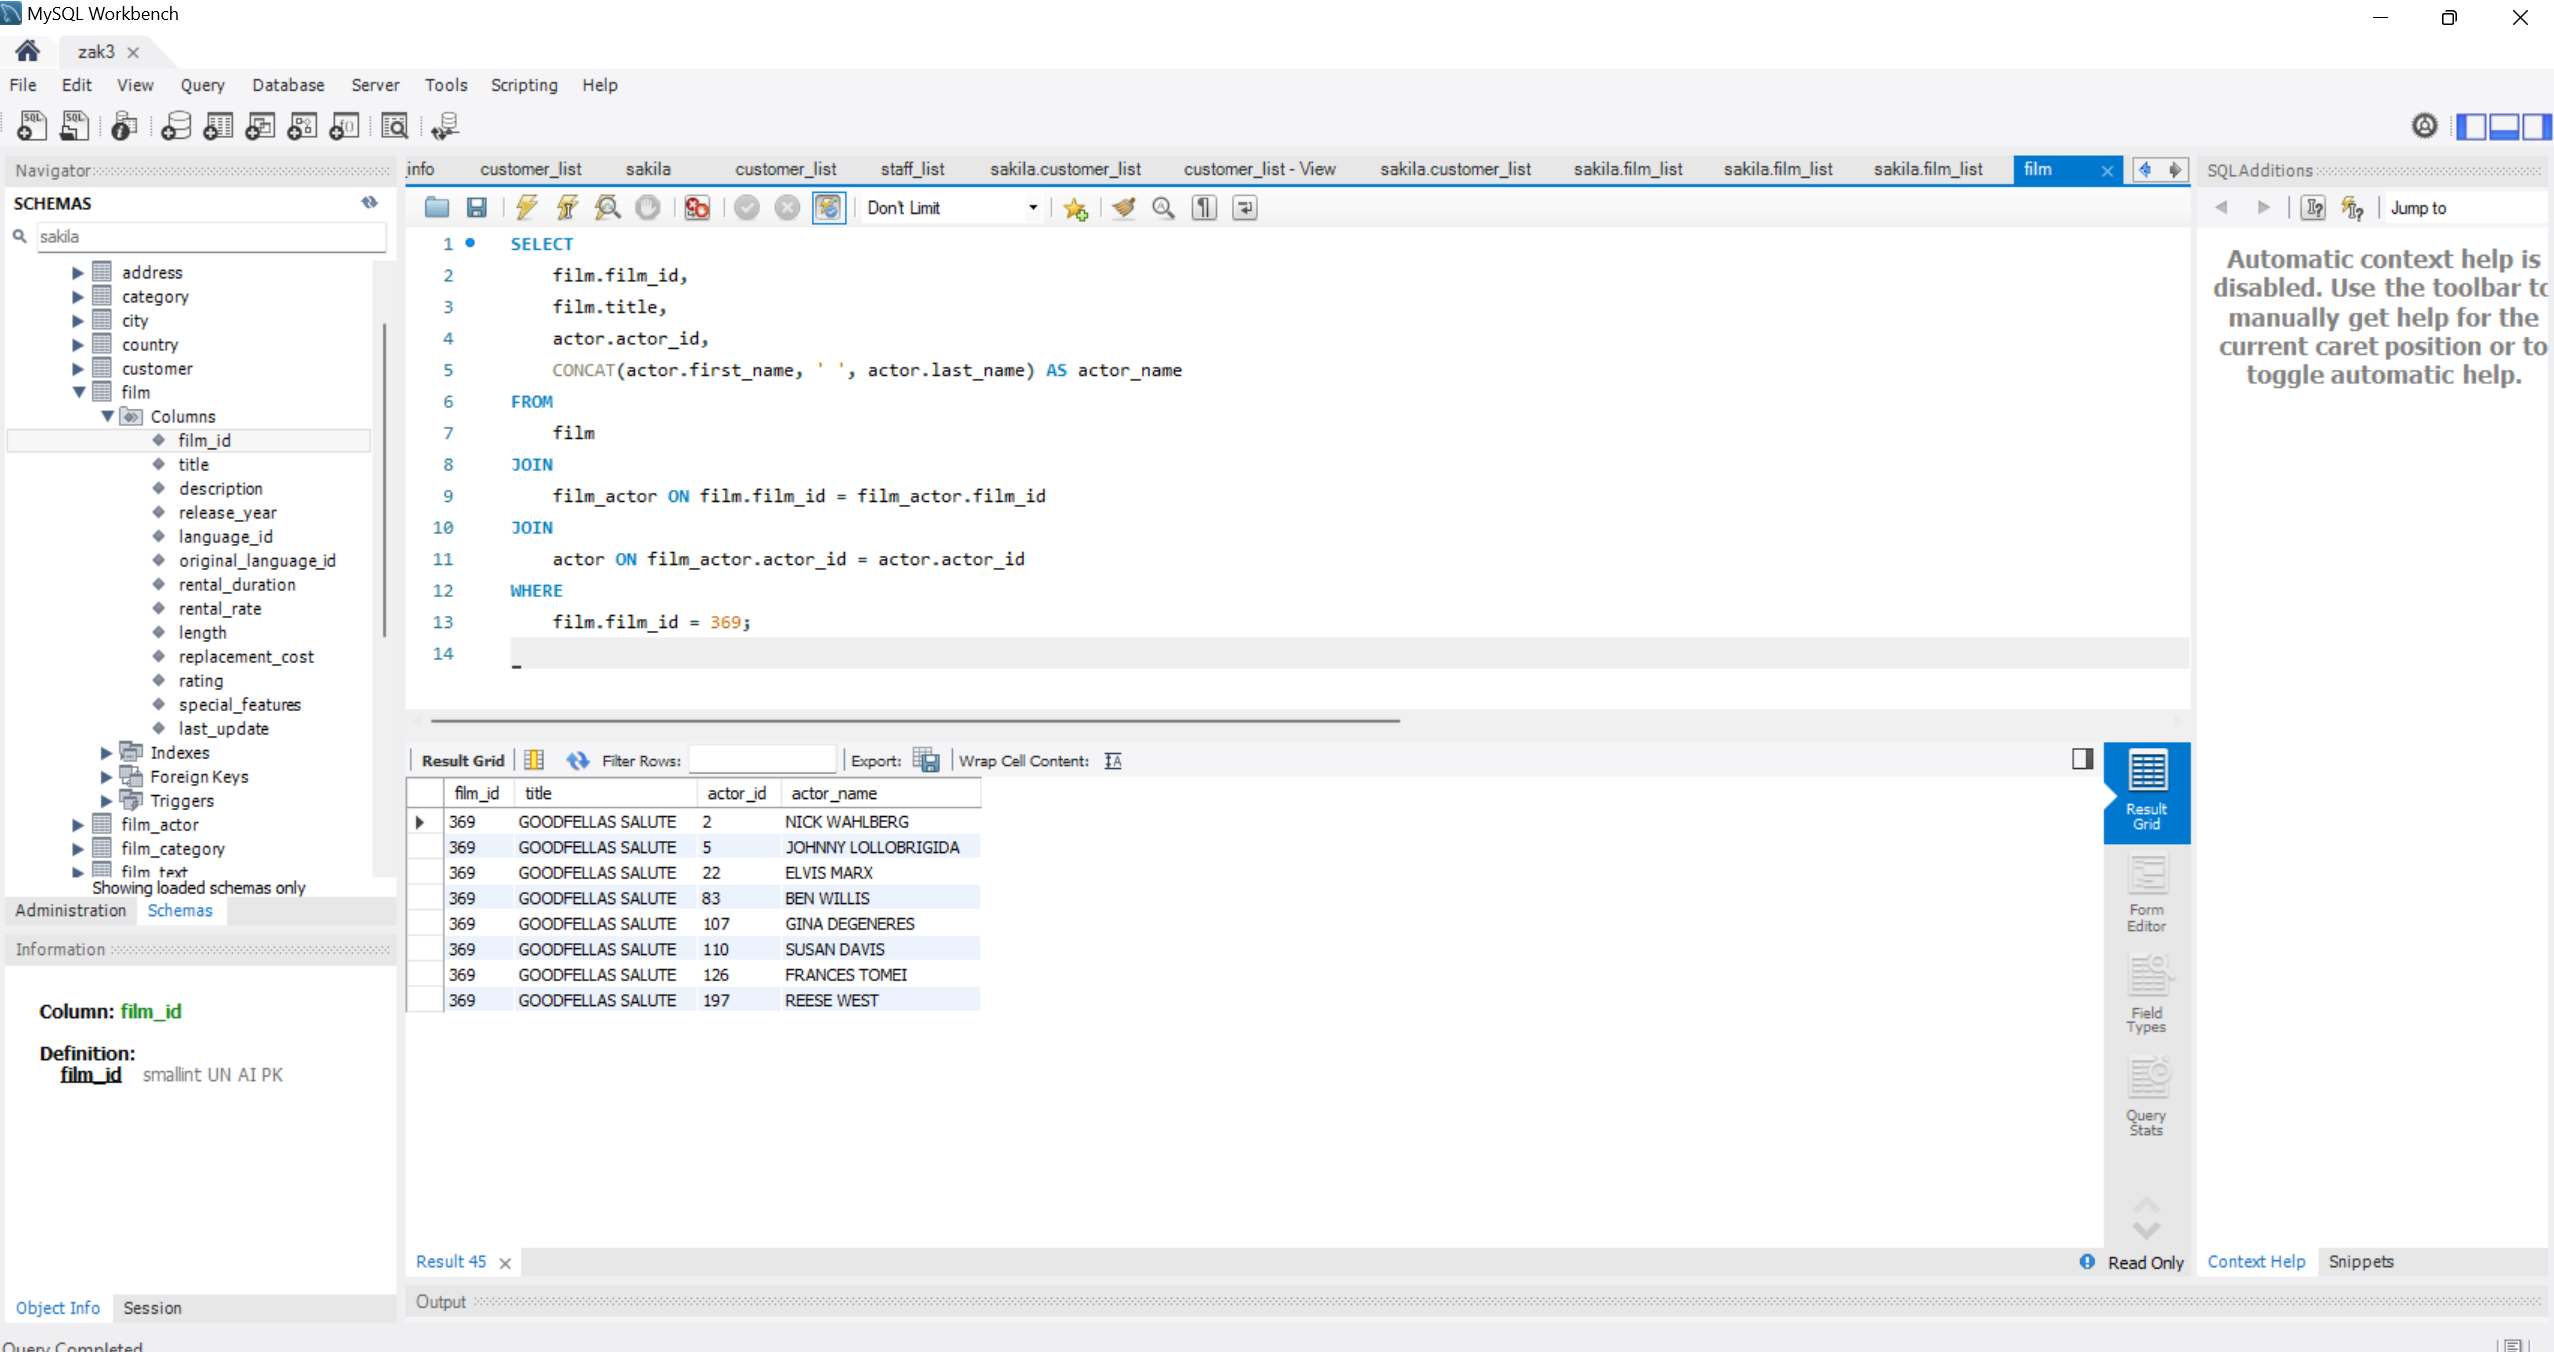 MySQL Workbench
zak3
File Edit View Query Database Server Tools Scripting Help
Navigator
SCHEMAS
sakila
address
category
city
country
customer
film
Columns
film_id
title
description
release_year
language_id
original_language_id
rental_duration
rental_rate
length
replacement_cost
rating
special_features
last_update
Indexes
Foreign Keys
Triggers
film_actor
film_category
film_text
Showing loaded schemas only
Administration Schemas
Information
Column: film_id
Definition:
film_id smallint UN AI PK
Object Info Session
Query Completed
info customer_list sakila customer_list staff_list sakila.customer_list customer_list - View sakila.customer_list sakila.film_list sakila.film_list sakila.film_list film
Don't Limit
1 SELECT
2 film.film_id,
3 film.title,
4 actor.actor_id,
5 CONCAT(actor.first_name, ' ', actor.last_name) AS actor_name
6 FROM
7 film
8 JOIN
9 film_actor ON film.film_id = film_actor.film_id
10 JOIN
11 actor ON film_actor.actor_id = actor.actor_id
12 WHERE
13 film.film_id = 369;
14
Result Grid Filter Rows: Export: Wrap Cell Content:
film_id title actor_id actor_name
369 GOODFELLAS SALUTE 2 NICK WAHLBERG
369 GOODFELLAS SALUTE 5 JOHNNY LOLLOBRIGIDA
369 GOODFELLAS SALUTE 22 ELVIS MARX
369 GOODFELLAS SALUTE 83 BEN WILLIS
369 GOODFELLAS SALUTE 107 GINA DEGENERES
369 GOODFELLAS SALUTE 110 SUSAN DAVIS
369 GOODFELLAS SALUTE 126 FRANCES TOMEI
369 GOODFELLAS SALUTE 197 REESE WEST
Result
Grid
Form
Editor
Field
Types
Query
Stats
Result 45
Read Only
Output
SQLAdditions
Jump to
Automatic context help is
disabled. Use the toolbar to
manually get help for the
current caret position or to
toggle automatic help.
Context Help Snippets